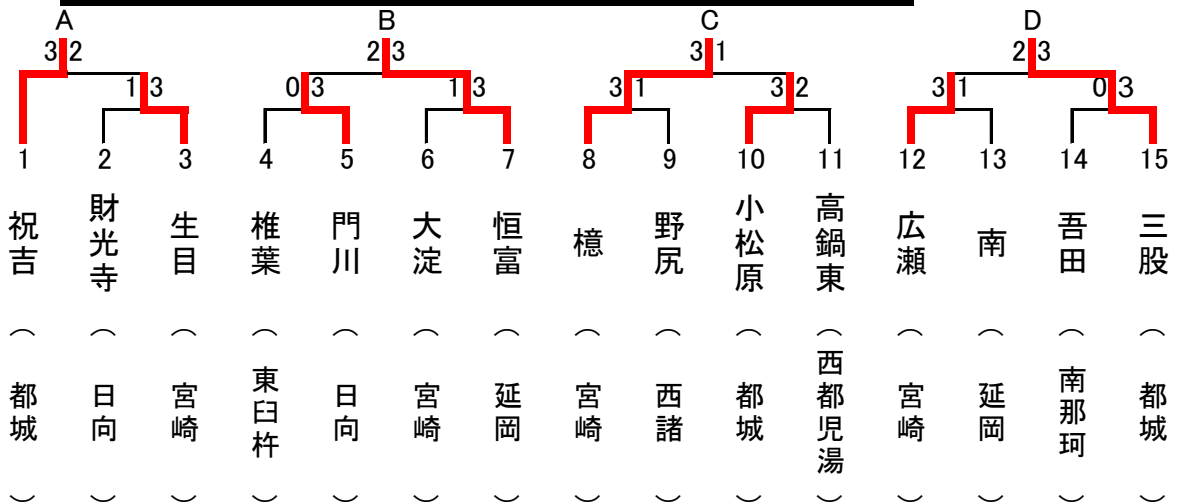 A B C D
3 2 2 3 3 1 2 3
1 3 0 3 1 3 3 1 3 2 3 1 0 3
1 2 3 4 5 6 7 8 9 10 11 12 13 14 15
祝吉（都城）
財光寺（日向）
生目（宮崎）
椎葉（東臼杵）
門川（日向）
大淀（宮崎）
恒富（延岡）
檍（宮崎）
野尻（西諸）
小松原（都城）
高鍋東（西都児湯）
広瀬（宮崎）
南（延岡）
吾田（南那珂）
三股（都城）